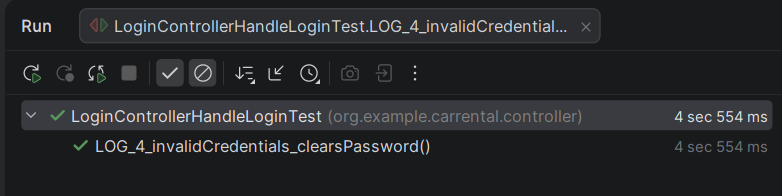 Run LoginControllerHandleLoginTest.LOG_4_invalidCredential...
LoginControllerHandleLoginTest (org.example.carrental.controller) 4 sec 554 ms
LOG_4_invalidCredentials_clearsPassword() 4 sec 554 ms